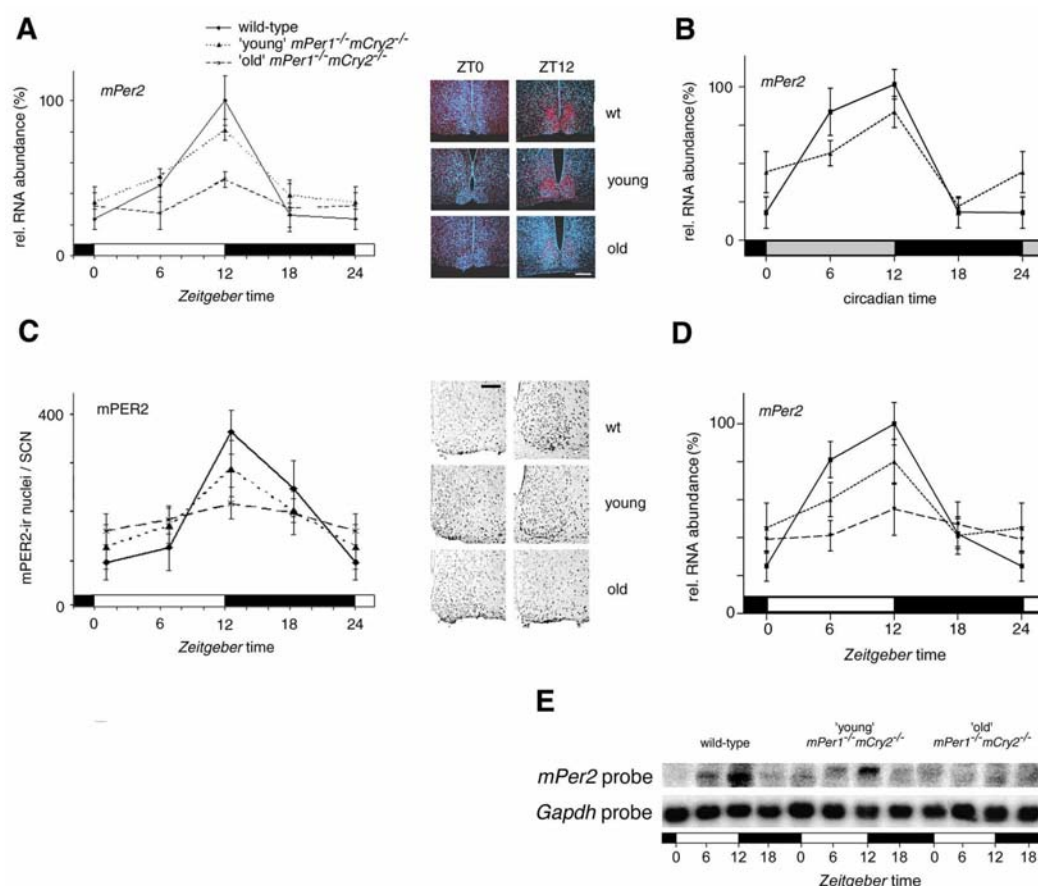 A
wild-type
'young' mPer1-/-mCry2-/-
'old' mPer1-/-mCry2-/-
mPer2
100
0
rel. RNA abundance (%)
0 6 12 18 24
Zeitgeber time
ZT0 ZT12
wt
young
old
B
mPer2
100
0
rel. RNA abundance (%)
0 6 12 18 24
circadian time
C
mPER2
400
0
mPER2-ir nuclei / SCN
0 6 12 18 24
Zeitgeber time
wt
young
old
D
mPer2
100
0
rel. RNA abundance (%)
0 6 12 18 24
Zeitgeber time
E
wild-type
'young'
mPer1-/-mCry2-/-
'old'
mPer1-/-mCry2-/-
mPer2 probe
Gapdh probe
0 6 12 18 0 6 12 18 0 6 12 18
Zeitgeber time